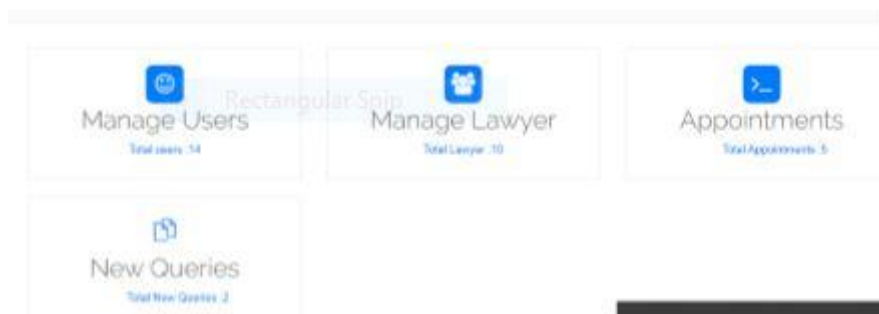 Rectangular Snip
Manage Users
Total users :14
Manage Lawyer
Total Lawyer :10
Appointments
Total Appointments :5
New Queries
Total New Queries :2